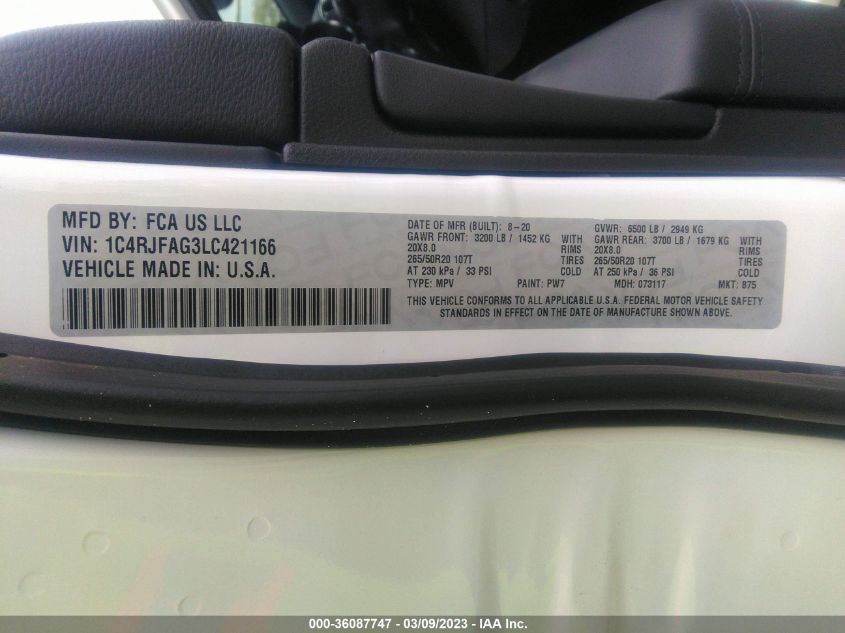 MFD BY: FCA US LLC
VIN: 1C4RJFAG3LC421166
VEHICLE MADE IN: U.S.A.
DATE OF MFR (BUILT): 8-20
GAWR FRONT: 3200 LB / 1452 KG WITH
20X8.0 RIMS
265/50R20 107T TIRES
AT 230 kPa / 33 PSI COLD
TYPE: MPV PAINT: PW7
GVWR: 6500 LB / 2949 KG
GAWR REAR: 3700 LB / 1679 KG WITH
20X8.0 RIMS
265/50R20 107T TIRES
AT 250 kPa / 36 PSI COLD
MDH: 073117 MKT: 875
THIS VEHICLE CONFORMS TO ALL APPLICABLE U.S.A. FEDERAL MOTOR VEHICLE SAFETY
STANDARDS IN EFFECT ON THE DATE OF MANUFACTURE SHOWN ABOVE.
000-36087747 - 03/09/2023 - IAA Inc.